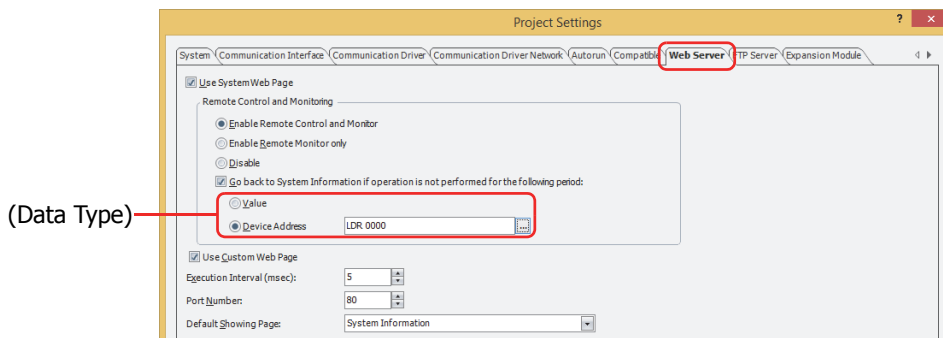 Project Settings ? ×
System Communication Interface Communication Driver Communication Driver Network Autorun Compatible Web Server FTP Server Expansion Module
Use System Web Page
Remote Control and Monitoring
Enable Remote Control and Monitor
Enable Remote Monitor only
Disable
Go back to System Information if operation is not performed for the following period:
(Data Type)
Value
Device Address LDR 0000 ...
Use Custom Web Page
Execution Interval (msec): 5
Port Number: 80
Default Showing Page: System Information